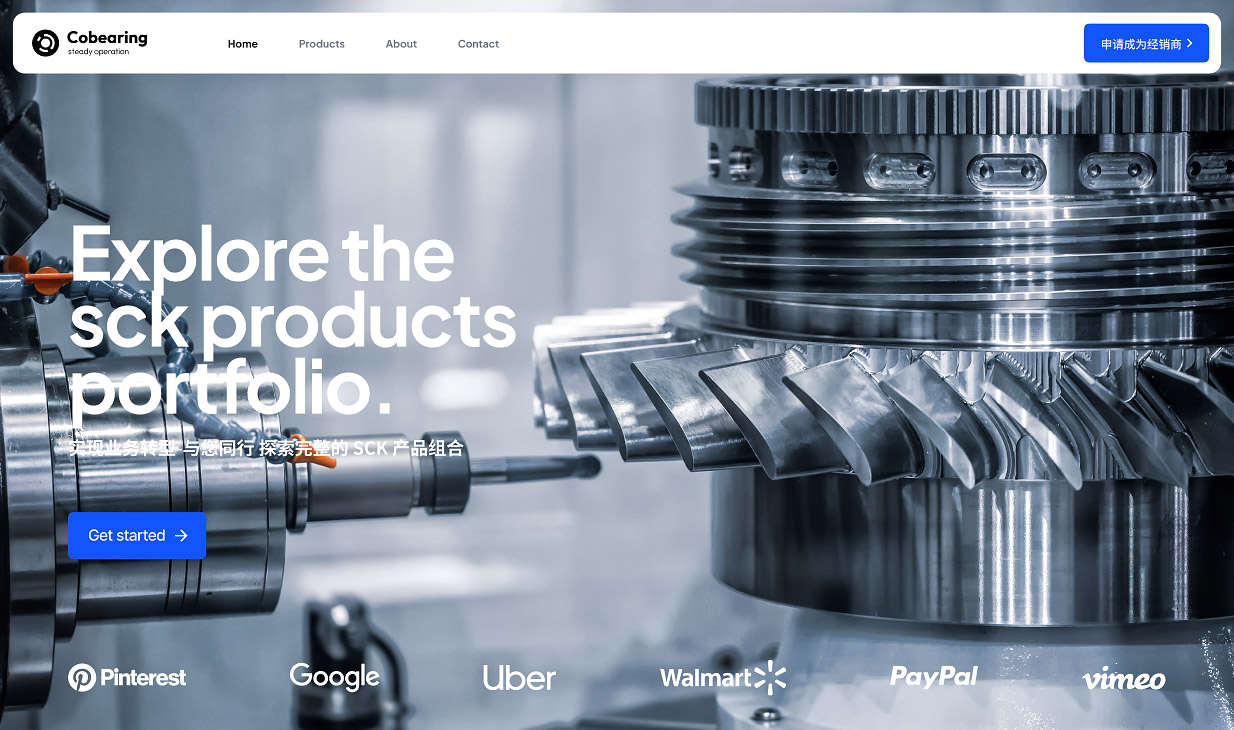 Cobearing
steady operation
Home
Products
About
Contact
申请成为经销商
Explore the
sck products
portfolio.
实现业务转型 与您同行 探索完整的 SCK 产品组合
Get started
Pinterest
Google
Uber
Walmart
PayPal
vimeo